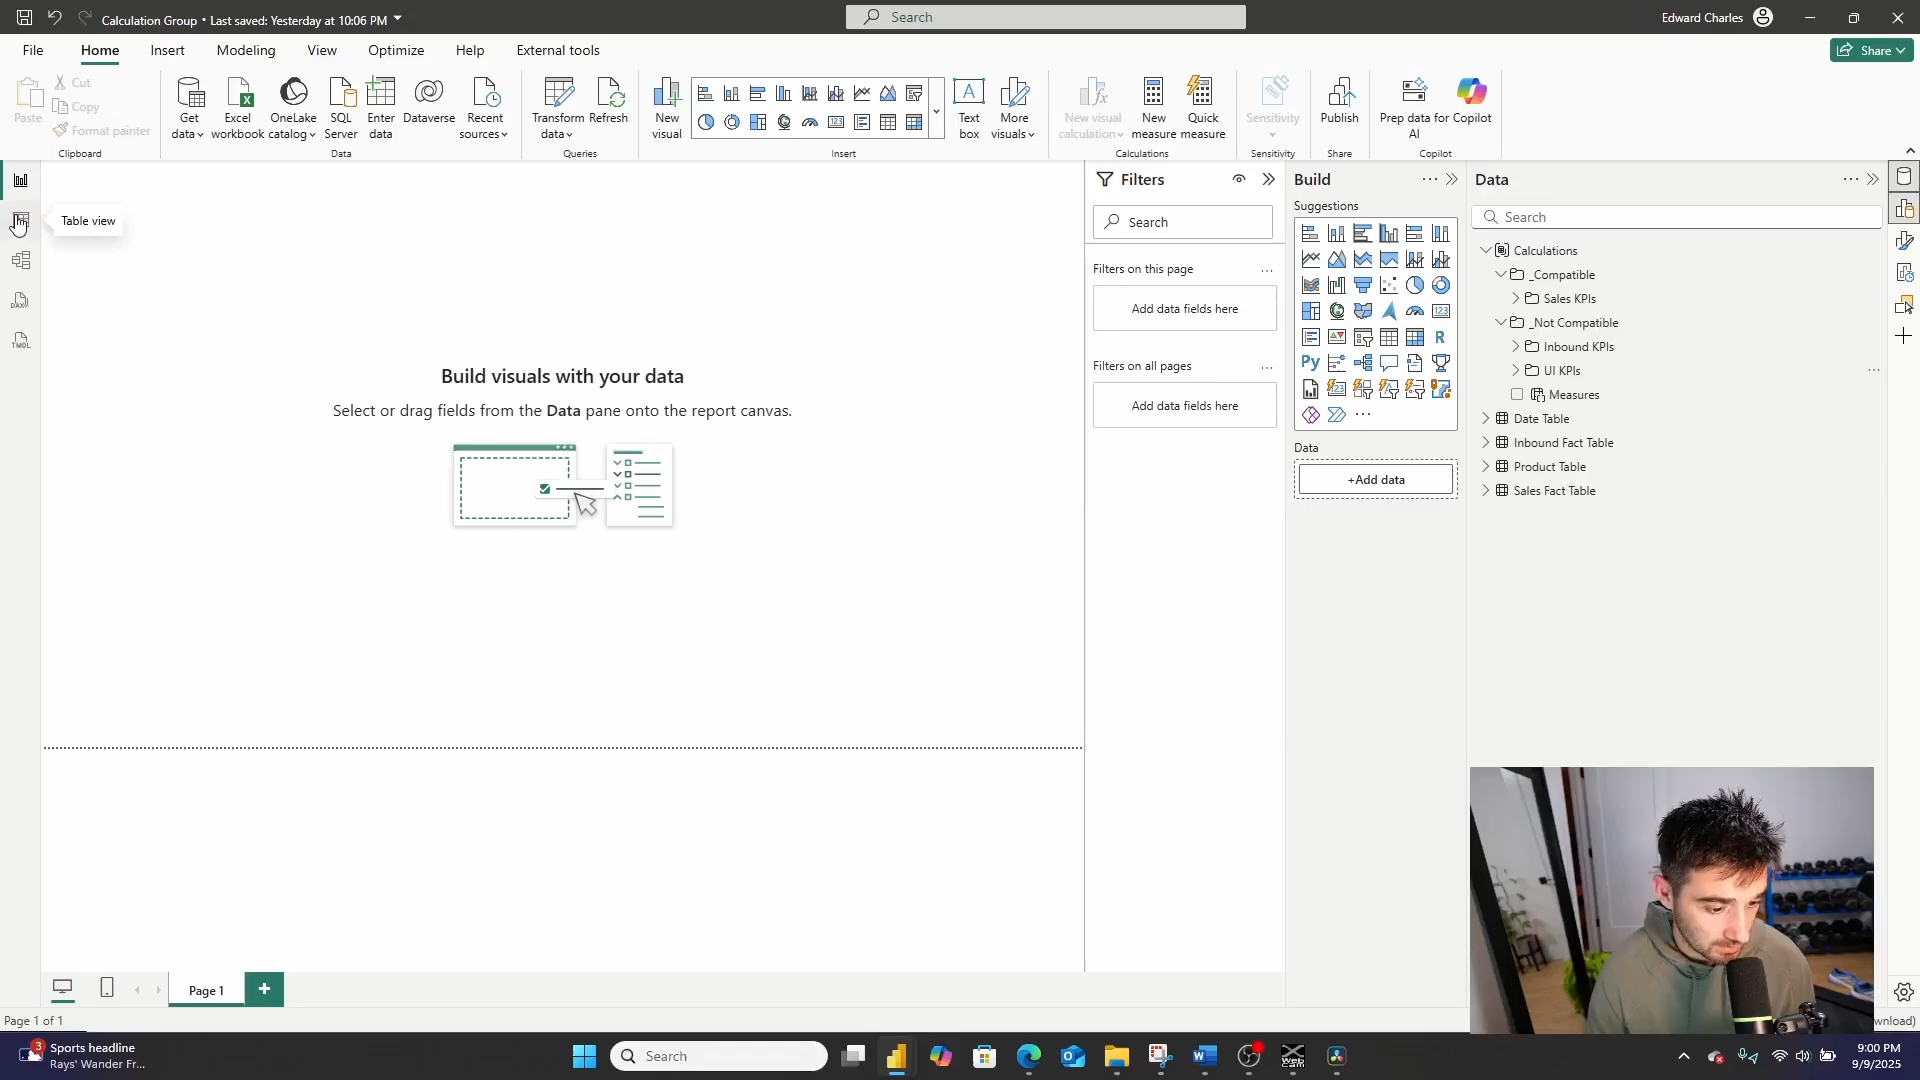 Calculation Group • Last saved: Yesterday at 10:06 PM
Search
Edward Charles
File
Home
Insert
Modeling
View
Optimize
Help
External tools
Share
Paste
Cut
Copy
Format painter
Clipboard
Get data
Excel workbook
OneLake catalog
SQL Server
Enter data
Dataverse
Recent sources
Data
Transform data
Refresh
Queries
New visual
Text box
More visuals
Insert
New visual calculation
New measure
Quick measure
Calculations
Sensitivity
Sensitivity
Publish
Share
Prep data for AI
Copilot
Copilot
Table view
DAX
TMDL
Build visuals with your data
Select or drag fields from the Data pane onto the report canvas.
Filters
Search
Filters on this page
Add data fields here
Filters on all pages
Add data fields here
Build
Suggestions
123
R
Py
123
Data
+Add data
Data
Search
Calculations
_Compatible
Sales KPIs
_Not Compatible
Inbound KPIs
UI KPIs
Measures
Date Table
Inbound Fact Table
Product Table
Sales Fact Table
Page 1
Page 1 of 1
wnload)
3
Sports headline
Rays' Wander Fr...
Search
9:00 PM
9/9/2025